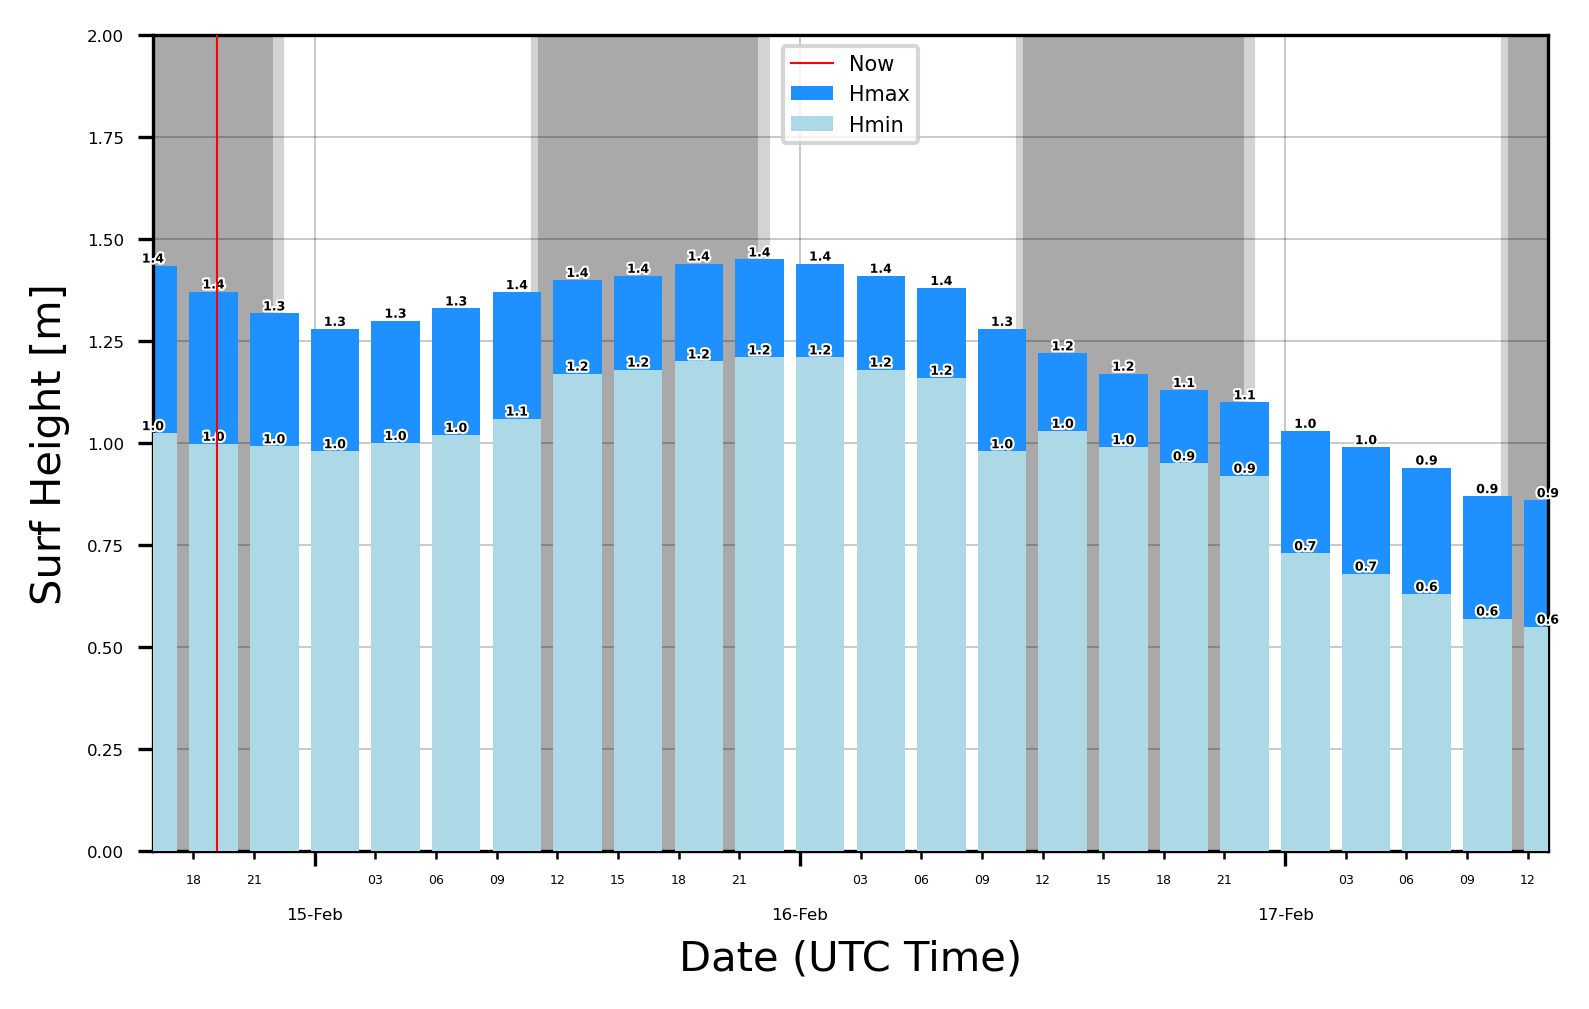 2.00
1.75
1.50
1.25
1.00
0.75
0.50
0.25
0.00
Surf Height [m]
Now
Hmax
Hmin
1.4 1.4 1.3 1.3 1.3 1.3 1.4 1.4 1.4 1.4 1.4 1.4 1.4 1.4 1.3 1.2 1.2 1.1 1.1 1.0 1.0 0.9 0.9 0.9
1.0 1.0 1.0 1.0 1.0 1.0 1.1 1.2 1.2 1.2 1.2 1.2 1.2 1.2 1.0 1.0 1.0 0.9 0.9 0.7 0.7 0.6 0.6 0.6
18 21 03 06 09 12 15 18 21 03 06 09 12 15 18 21 03 06 09 12
15-Feb 16-Feb 17-Feb
Date (UTC Time)